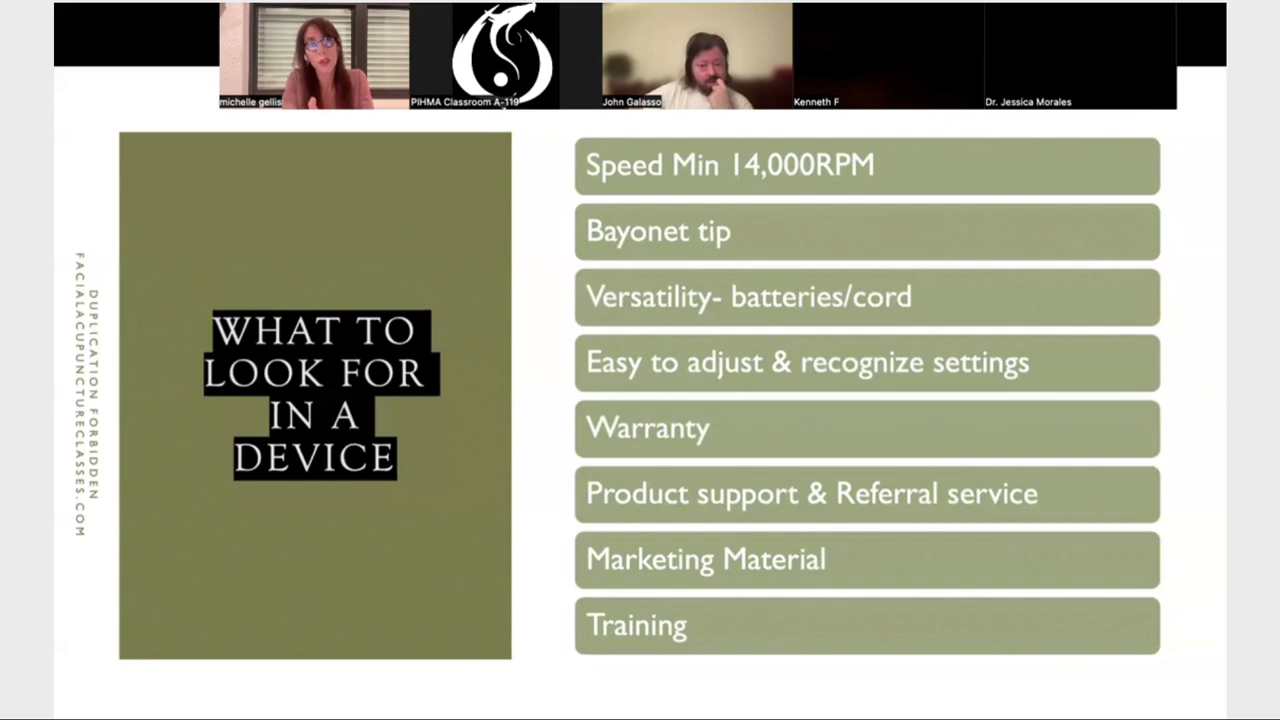 michelle gellis
PIHMA Classroom A-119
John Galasso
Kenneth F
Dr. Jessica Morales
DUPLICATION FORBIDDEN
FACIALACUPUNCTURECLASSES.COM
WHAT TO
LOOK FOR
IN A
DEVICE
Speed Min 14,000RPM
Bayonet tip
Versatility- batteries/cord
Easy to adjust & recognize settings
Warranty
Product support & Referral service
Marketing Material
Training